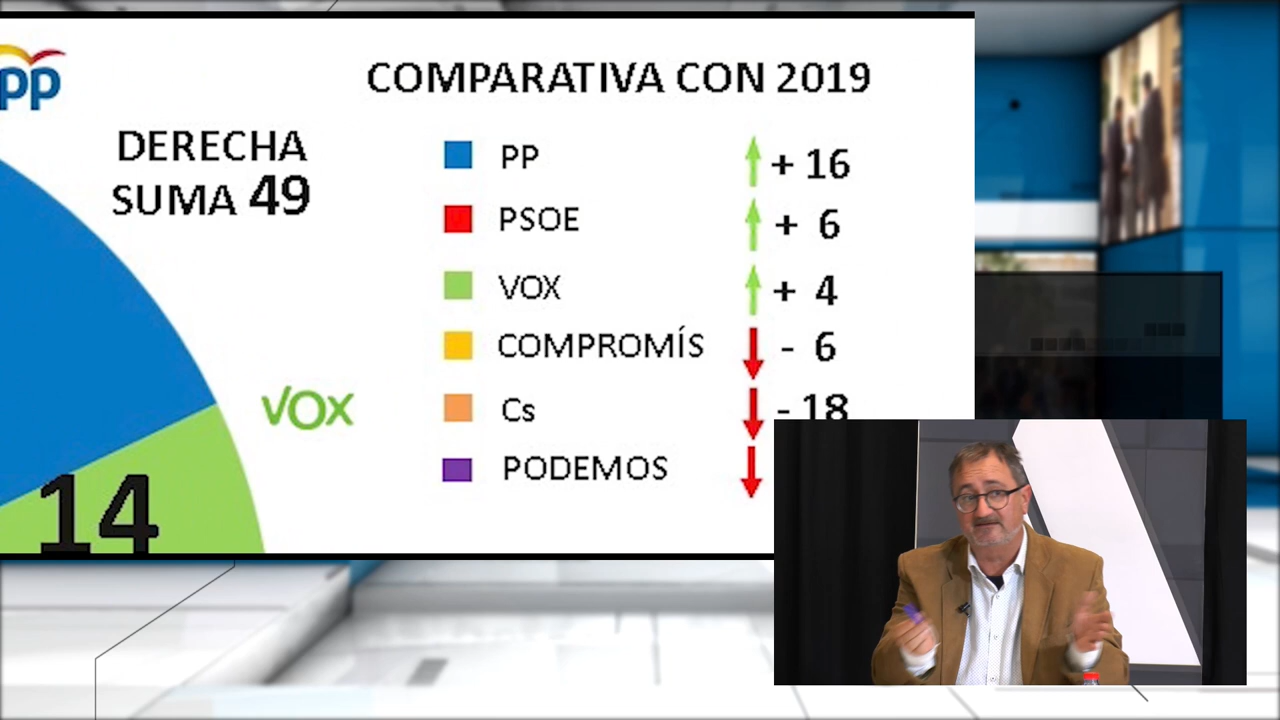 pp
COMPARATIVA CON 2019
DERECHA
SUMA 49
PP + 16
PSOE + 6
VOX + 4
COMPROMÍS - 6
Cs - 18
PODEMOS
VOX
14